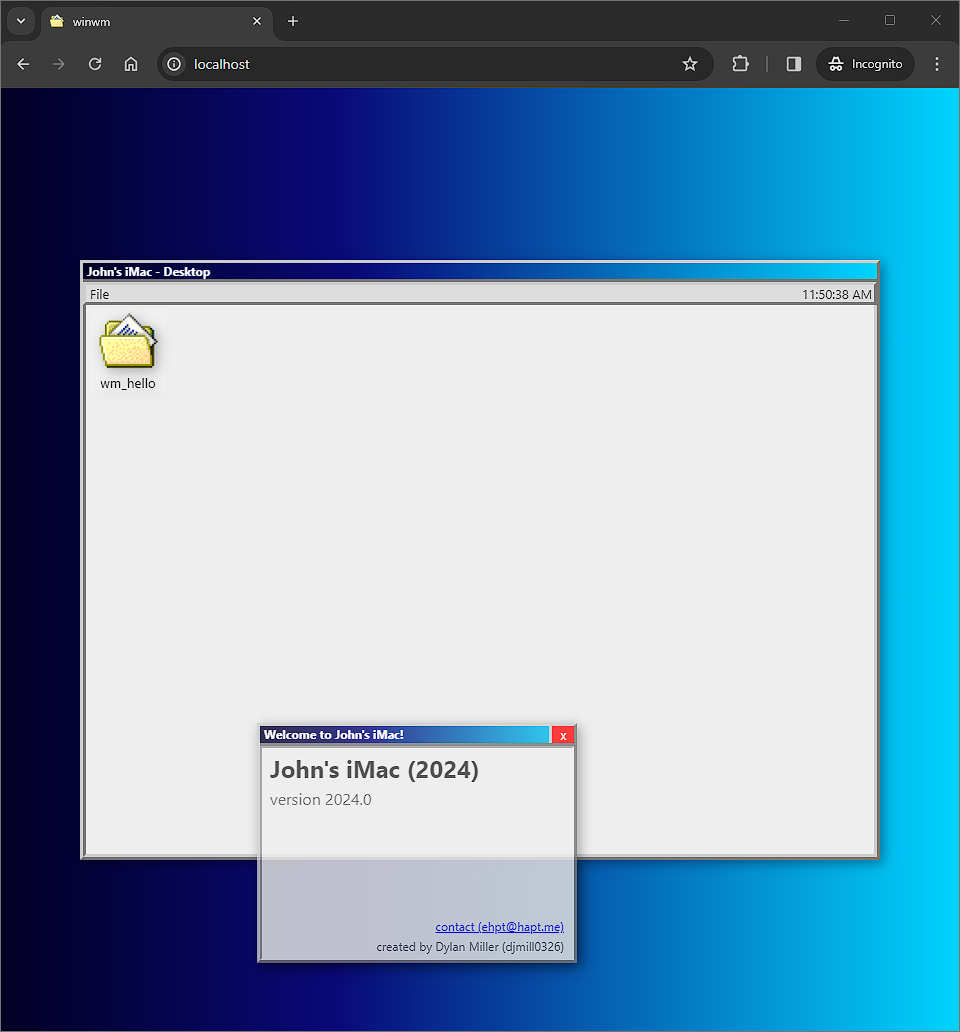 winwm
localhost
Incognito
John's iMac - Desktop
File 11:50:38 AM
wm_hello
Welcome to John's iMac! x
John's iMac (2024)
version 2024.0
contact (ehpt@hapt.me)
created by Dylan Miller (djmill0326)